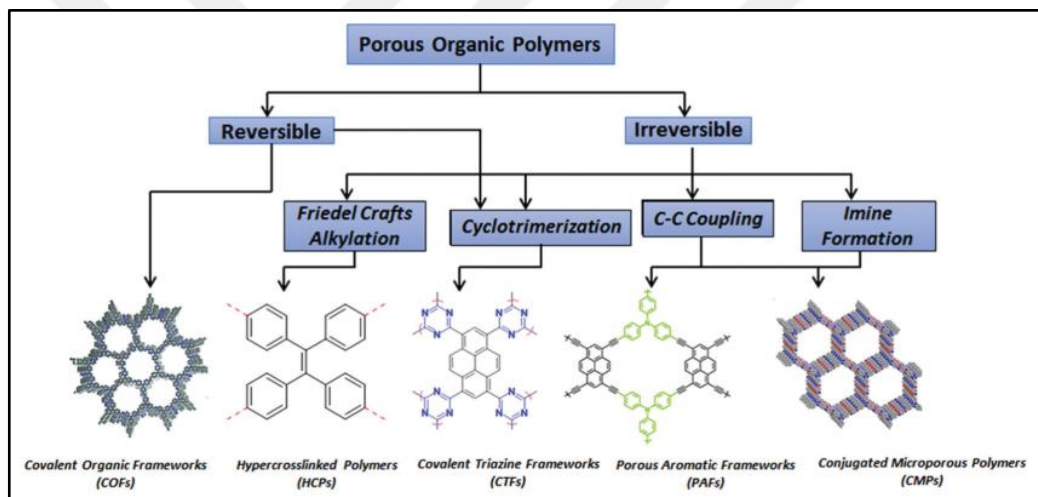 Porous Organic Polymers
Reversible
Irreversible
Friedel Crafts
Alkylation
Cyclotrimerization
C-C Coupling
Imine
Formation
Covalent Organic Frameworks
(COFs)
Hypercrosslinked Polymers
(HCPs)
Covalent Triazine Frameworks
(CTFs)
Porous Aromatic Frameworks
(PAFs)
Conjugated Microporous Polymers
(CMPs)